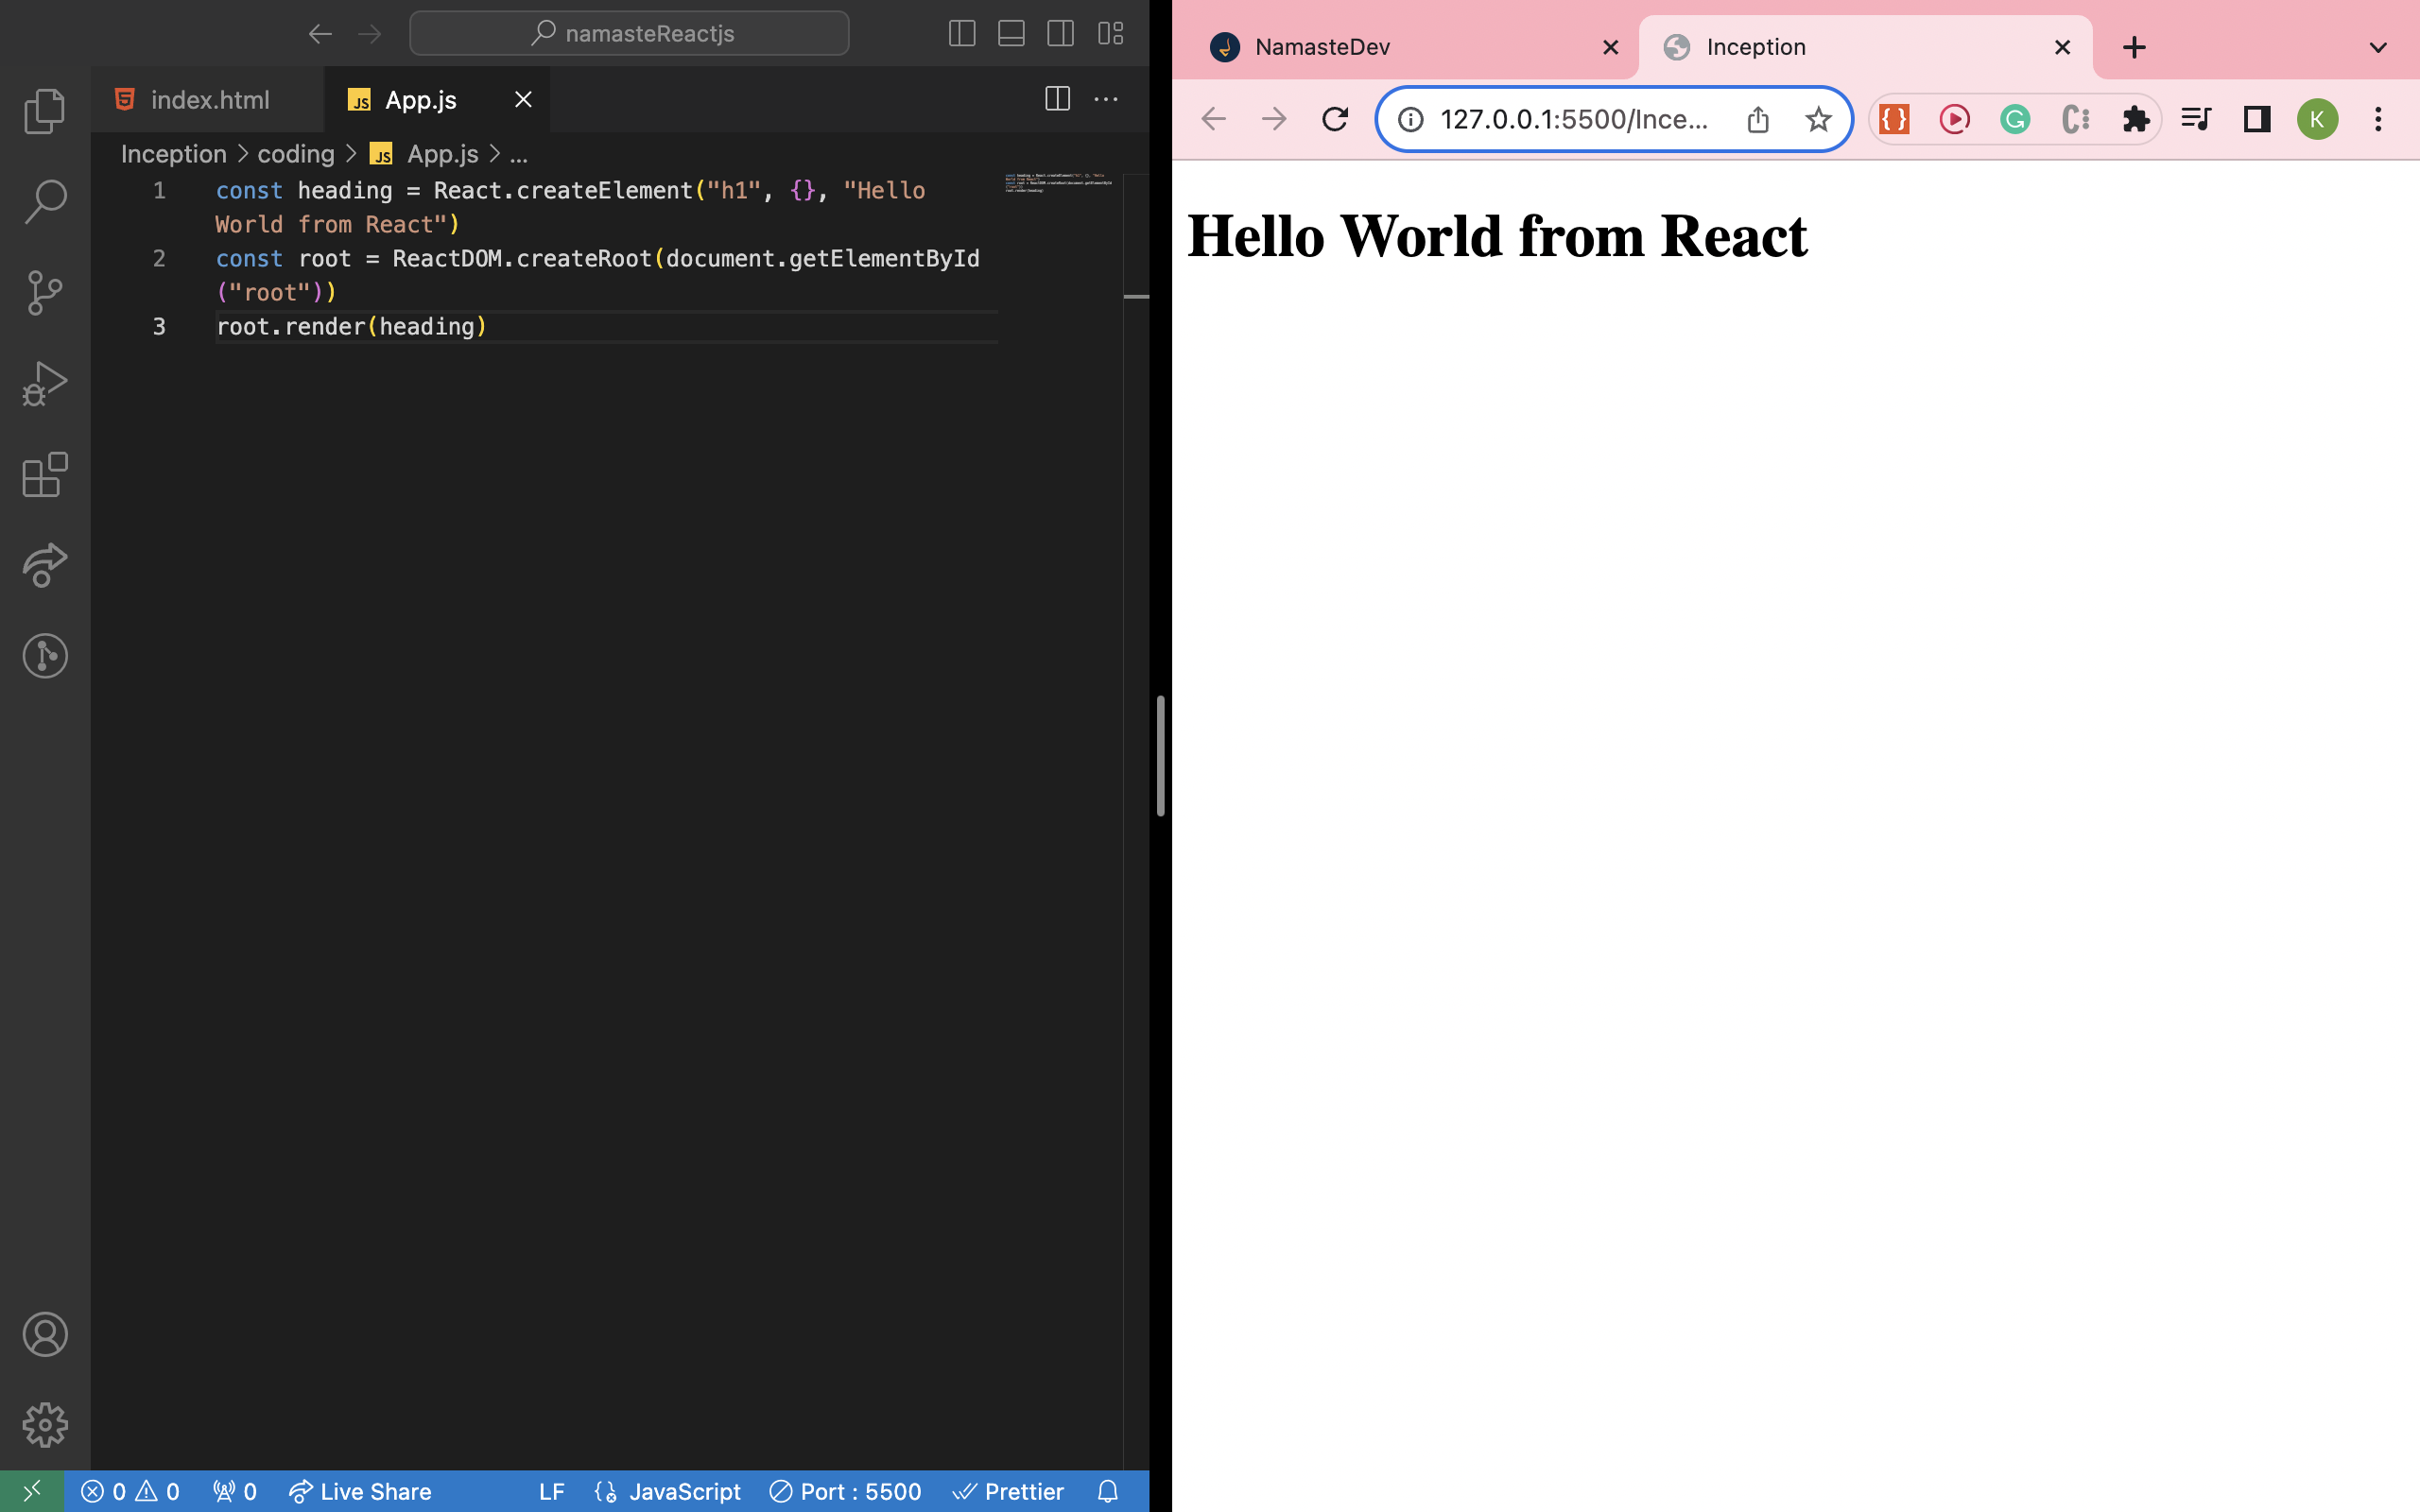 namasteReactjs
index.html
App.js
Inception > coding > JS App.js > ...
1 const heading = React.createElement("h1", {}, "Hello
World from React")
2 const root = ReactDOM.createRoot(document.getElementById
("root"))
3 root.render(heading)
0 0 0 Live Share LF JavaScript Port : 5500 Prettier
NamasteDev
Inception
127.0.0.1:5500/Ince...
K
Hello World from React